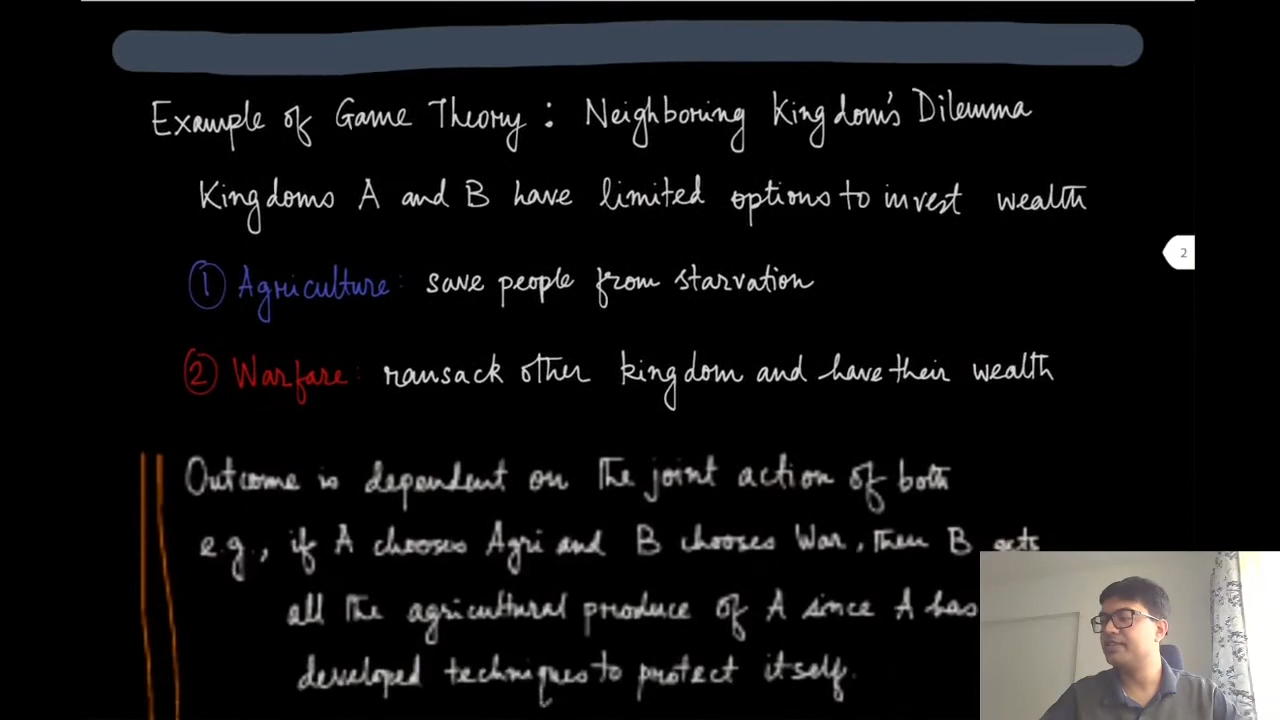 Example of Game Theory : Neighboring Kingdom's Dilemma
Kingdoms A and B have limited options to invest wealth
① Agriculture : save people from starvation
2
② Warfare : ransack other kingdom and have their wealth
Outcome is dependent on the joint action of both
e.g., if A chooses Agri and B chooses War, then B gets
all the agricultural produce of A since A has
developed techniques to protect itself.